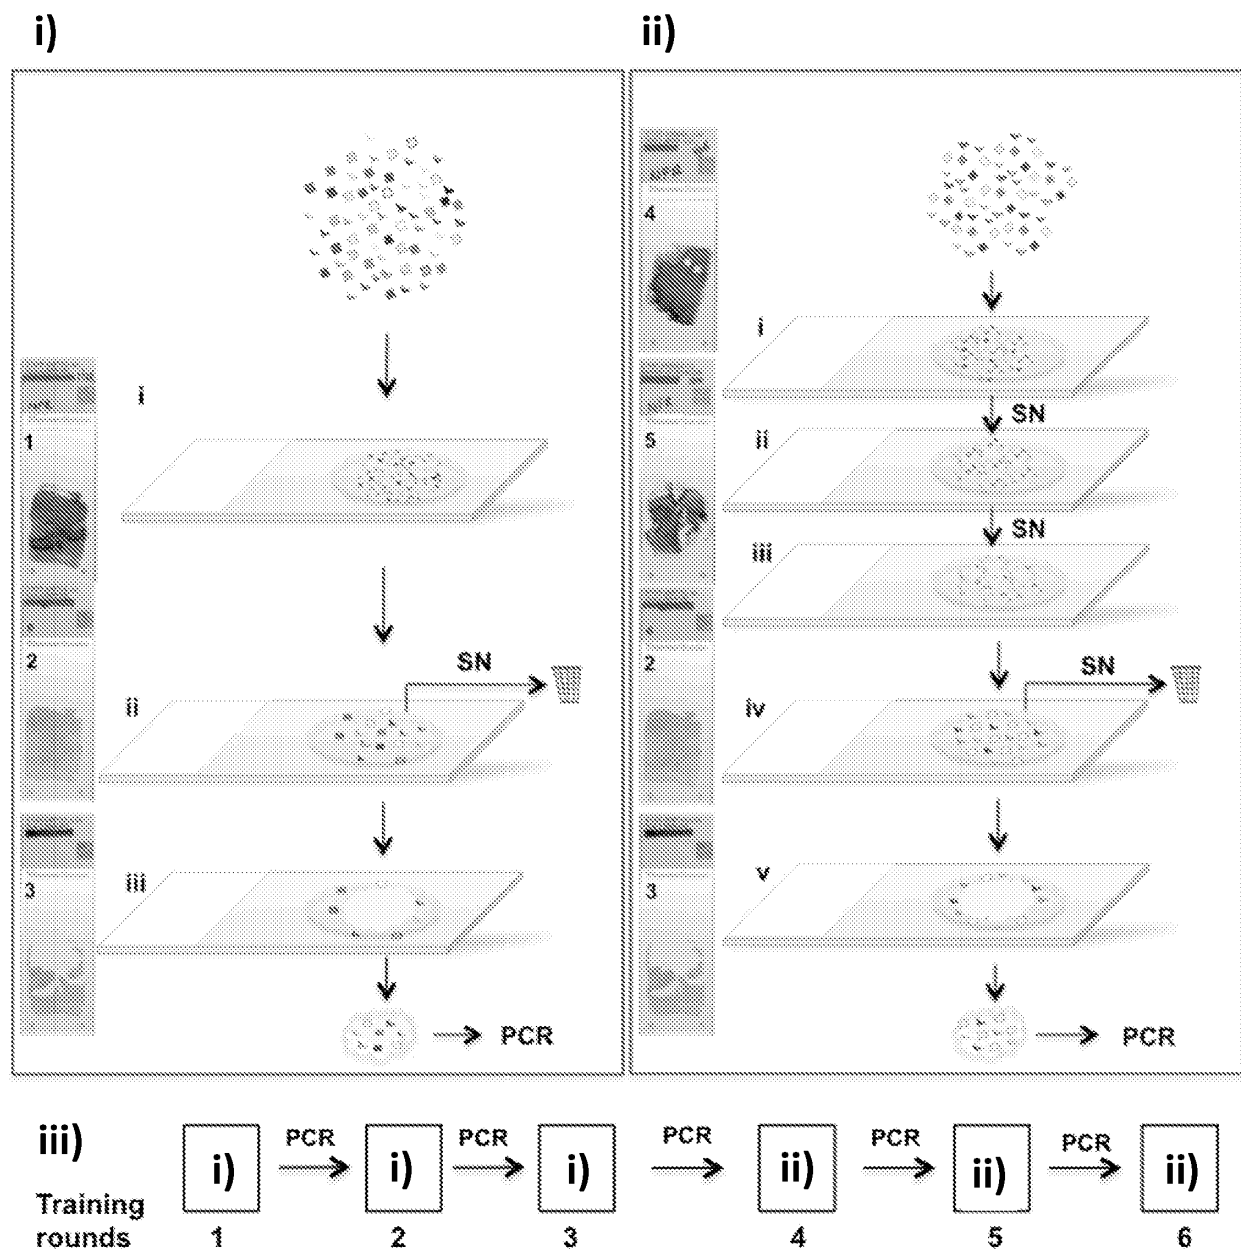 i)
ii)
i
1
2
SN
ii
iii
3
PCR
4
i
SN
5
ii
SN
iii
2
SN
iv
v
3
PCR
iii)
i) PCR i) PCR i) PCR ii) PCR ii) PCR ii)
Training
rounds 1 2 3 4 5 6